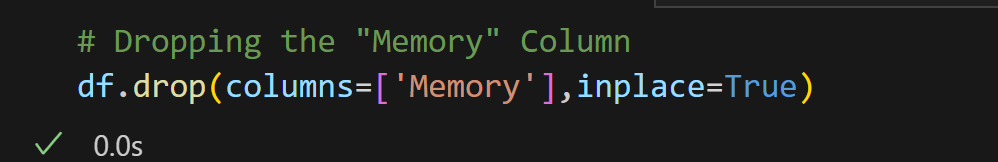 # Dropping the "Memory" Column
df.drop(columns=['Memory'],inplace=True)
0.0s